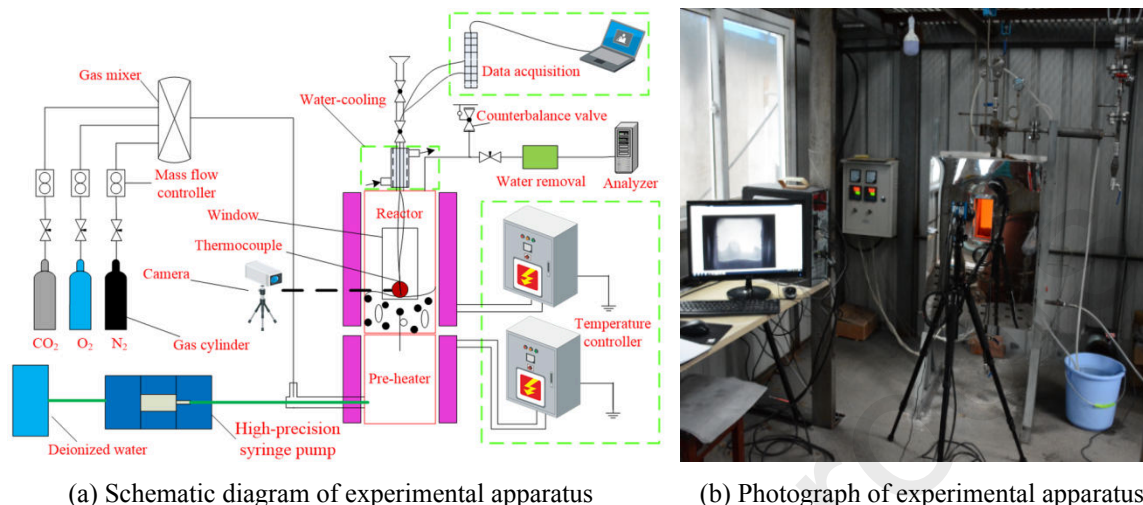 Gas mixer
Data acquisition
Water-cooling
Counterbalance valve
Mass flow
controller
Water removal
Analyzer
Reactor
Window
Thermocouple
Camera
Temperature
controller
CO₂
O₂
N₂
Gas cylinder
Pre-heater
High-precision
syringe pump
Deionized water
(a) Schematic diagram of experimental apparatus
(b) Photograph of experimental apparatus